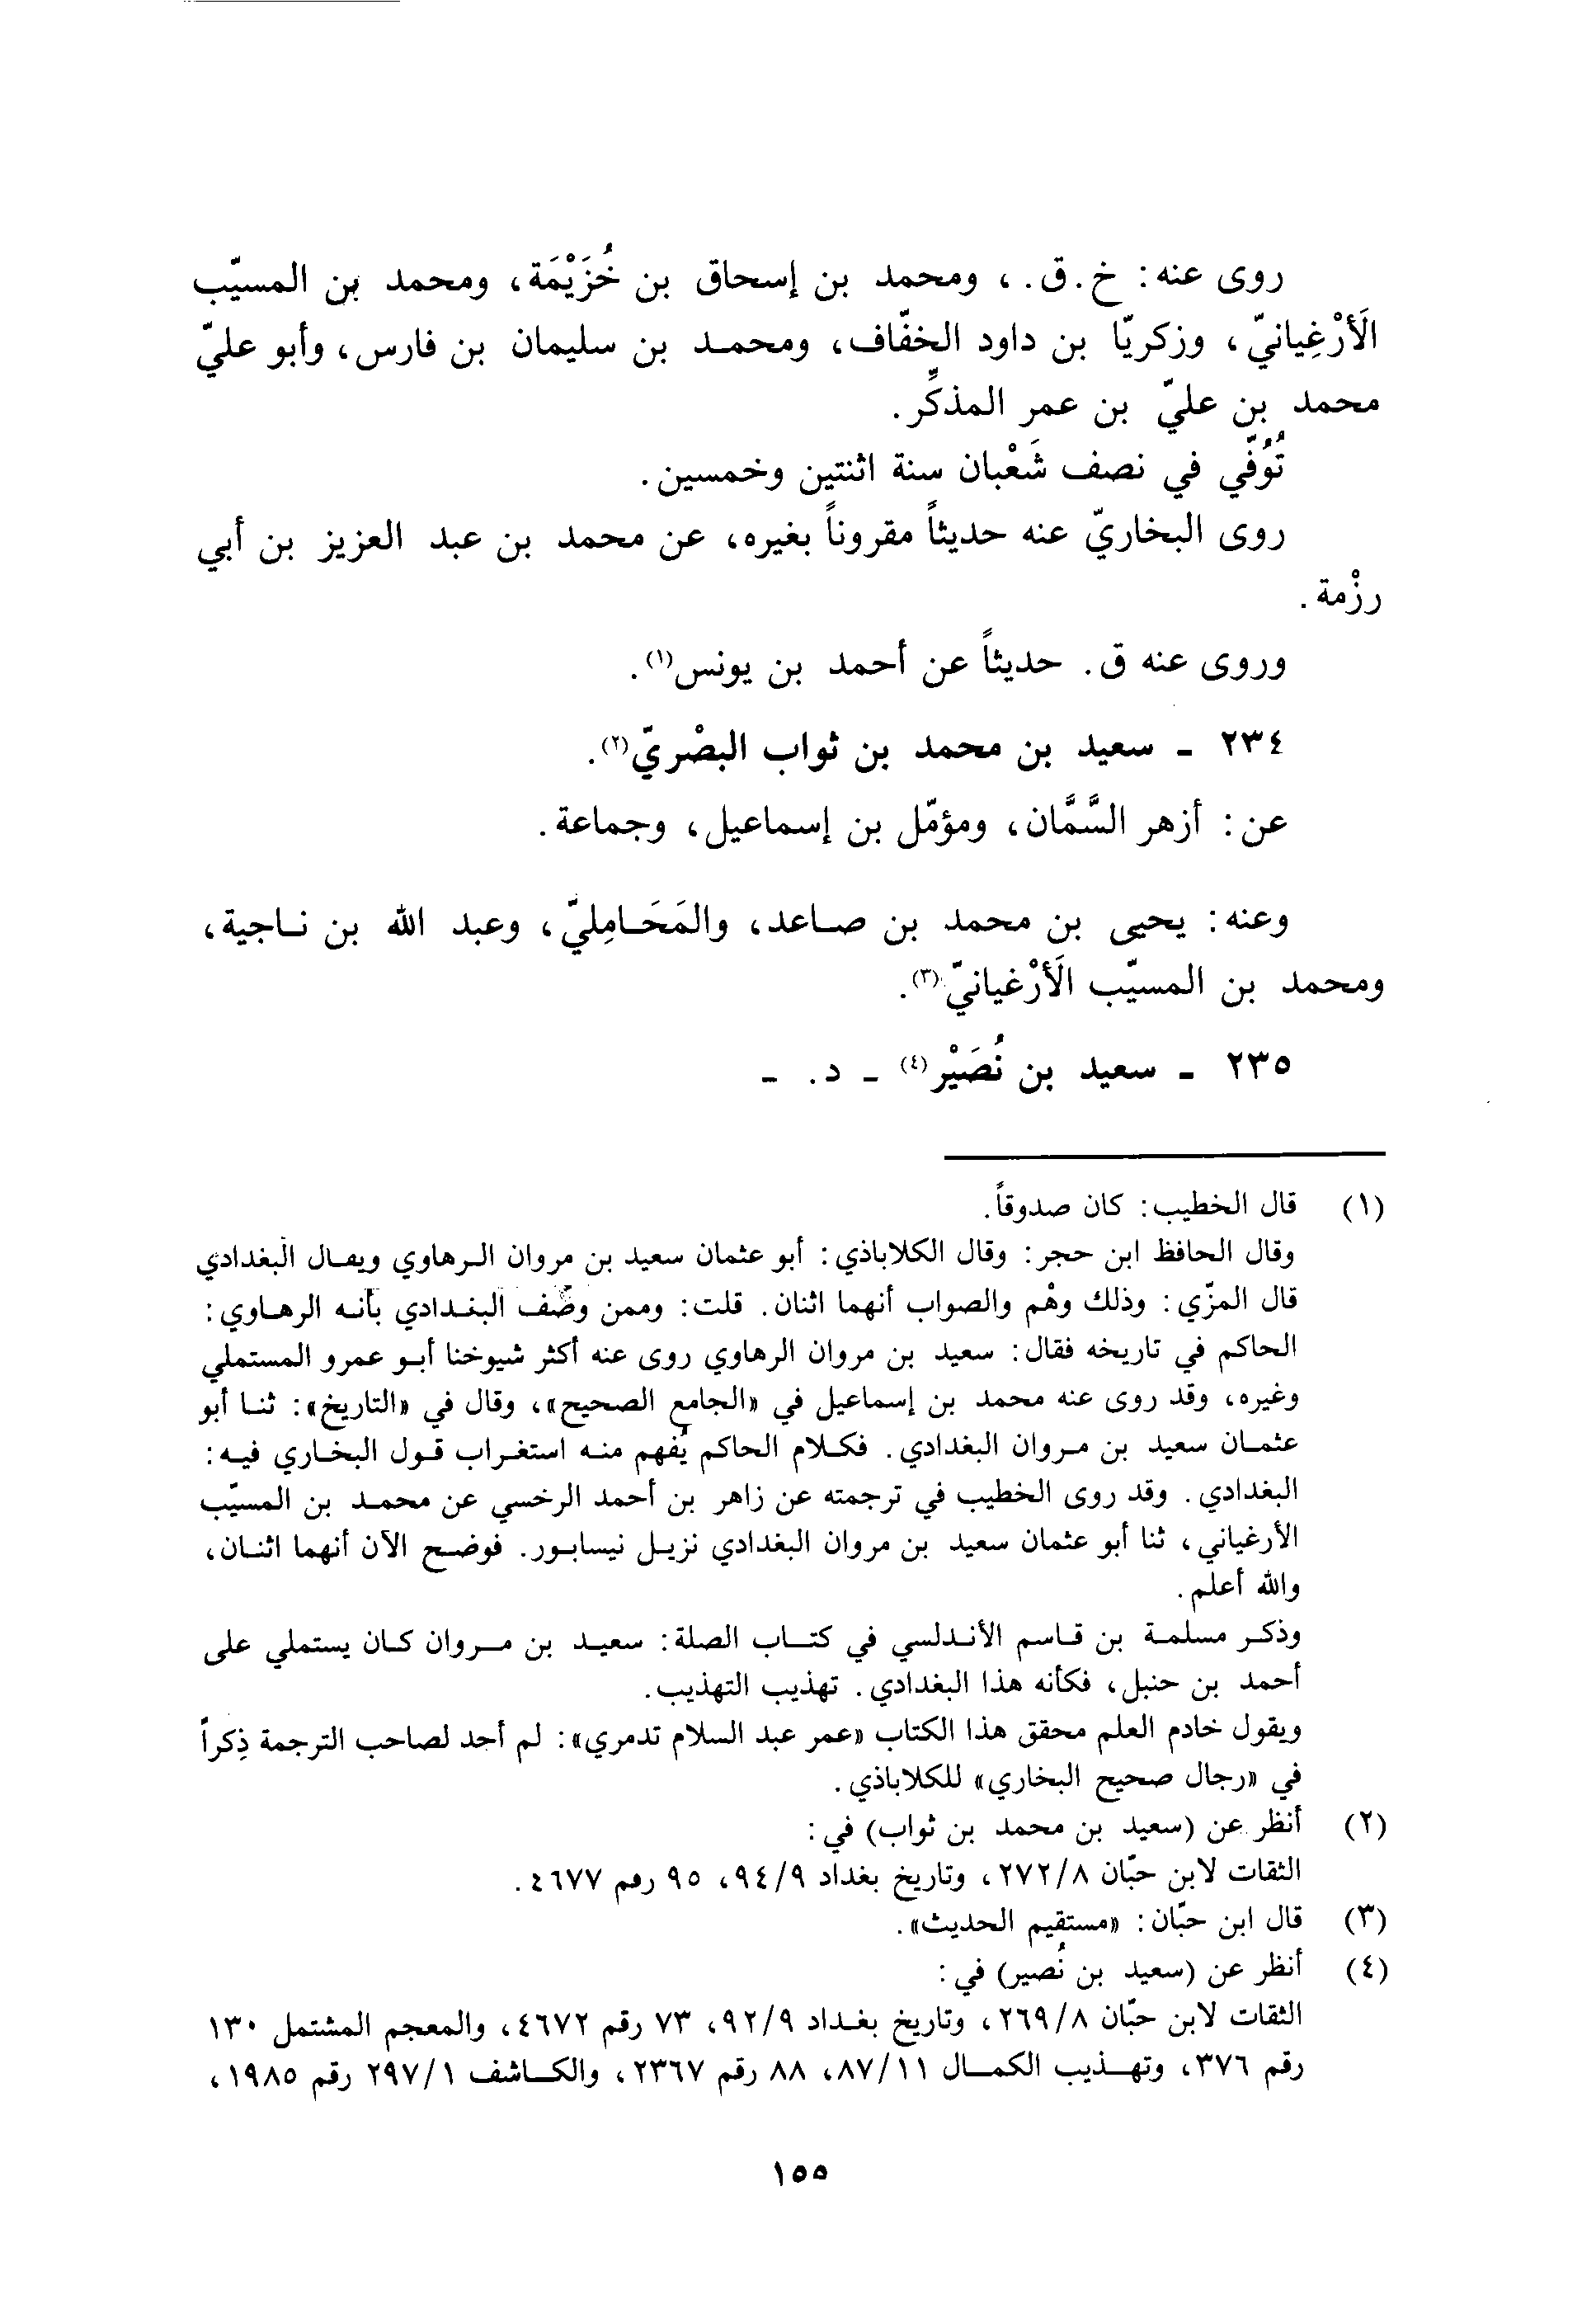 روى عنه: خ. ق.، ومحمد بن إسحاق بن خُزَيْمَة، ومحمد بن المسيّب
الَأرْغِيانيّ، وزكريّا بن داود الخفّاف، ومحمد بن سليمان بن فارس، وأبو عليّ
محمد بن عليّ بن عمر المذكِّر.
تُوُفّي في نصف شَعْبان سنة اثنتين وخمسين.
روى البخاريّ عنه حديثاً مقروناً بغيره، عن محمد بن عبد العزيز بن أبي
رزْمة.
وروى عنه ق. حديثاً عن أحمد بن يونس(١).
٢٣٤ - سعيد بن محمد بن ثواب البصْريّ(٢).
عن: أزهر السَّمَّان، ومؤمّل بن إسماعيل، وجماعة.
وعنه: يحيى بن محمد بن صاعد، والمَحَامِليّ، وعبد الله بن ناجية،
ومحمد بن المسيّب الَأرْغيانيّ(٣).
٢٣٥ - سعيد بن نُصَيْر(٤) - د. -
(١) قال الخطيب: كان صدوقاً.
وقال الحافظ ابن حجر: وقال الكلاباذي: أبو عثمان سعيد بن مروان الرهاوي ويقال البغدادي
قال المزّي: وذلك وهْم والصواب أنهما اثنان. قلت: وممن وصّف البغدادي بأنه الرهاوي:
الحاكم في تاريخه فقال: سعيد بن مروان الرهاوي روى عنه أكثر شيوخنا أبو عمرو المستملي
وغيره، وقد روى عنه محمد بن إسماعيل في «الجامع الصحيح»، وقال في «التاريخ»: ثنا أبو
عثمان سعيد بن مروان البغدادي. فكلام الحاكم يُفهم منه استغراب قول البخاري فيه:
البغدادي. وقد روى الخطيب في ترجمته عن زاهر بن أحمد الرخسي عن محمد بن المسيّب
الأرغياني، ثنا أبو عثمان سعيد بن مروان البغدادي نزيل نيسابور. فوضح الآن أنهما اثنان،
والله أعلم.
وذكر مسلمة بن قاسم الأندلسي في كتاب الصلة: سعيد بن مروان كان يستملي على
أحمد بن حنبل، فكأنه هذا البغدادي. تهذيب التهذيب.
ويقول خادم العلم محقق هذا الكتاب «عمر عبد السلام تدمري»: لم أجد لصاحب الترجمة ذِكراً
في «رجال صحيح البخاري» للكلاباذي.
(٢) أنظر عن (سعيد بن محمد بن ثواب) في:
الثقات لابن حبّان ٢٧٢/٨، وتاريخ بغداد ٩٤/٩، ٩٥ رقم ٤٦٧٧.
(٣) قال ابن حبّان: «مستقيم الحديث».
(٤) أنظر عن (سعيد بن نُصير) في:
الثقات لابن حبّان ٢٦٩/٨، وتاريخ بغداد ٩٢/٩، ٧٣ رقم ٤٦٧٢، والمعجم المشتمل ١٣٠
رقم ٣٧٦، وتهذيب الكمال ٨٧/١١، ٨٨ رقم ٢٣٦٧، والكاشف ٢٩٧/١ رقم ١٩٨٥،
١٥٥